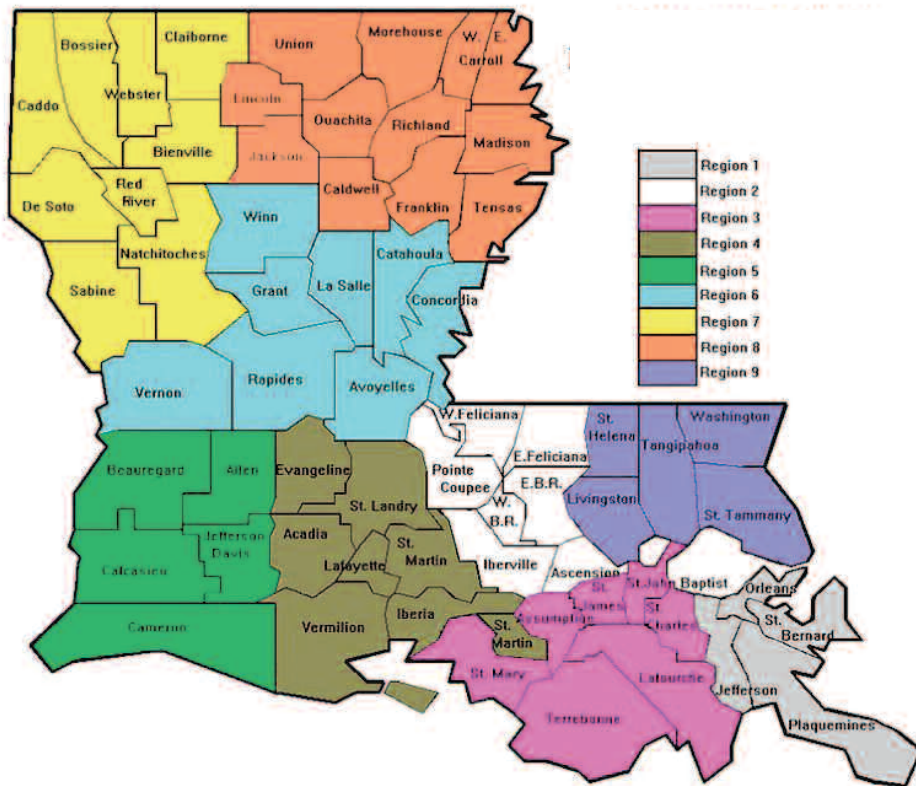 Claiborne
Union
Morehouse
W.
E.
Carroll
Bossier
Webster
Caddo
Lincoln
Ouachita
Richland
Madison
Bienville
Jackson
Caldwell
Franklin
Tensas
De Soto
Red
River
Winn
Natchitoches
Sabine
Grant
La Salle
Catahoula
Concordia
Vernon
Rapides
Avoyelles
Region 1
Region 2
Region 3
Region 4
Region 5
Region 6
Region 7
Region 8
Region 9
W.Feliciana
E.Feliciana
St.
Helena
Tangipahoa
Washington
Beauregard
Allen
Evangeline
Pointe
Coupee
E.B.R.
W.
B.R.
Livingston
St. Tammany
St. Landry
Jefferson
Davis
Acadia
Lafayette
St.
Martin
Iberville
Ascension
Calcasieu
St.
James
St.John Baptist
Orleans
St.
Bernard
Cameron
Vermilion
Iberia
St.
Martin
Assumption
St.
Charles
St. Mary
Lafourche
Jefferson
Terrebonne
Plaquemines